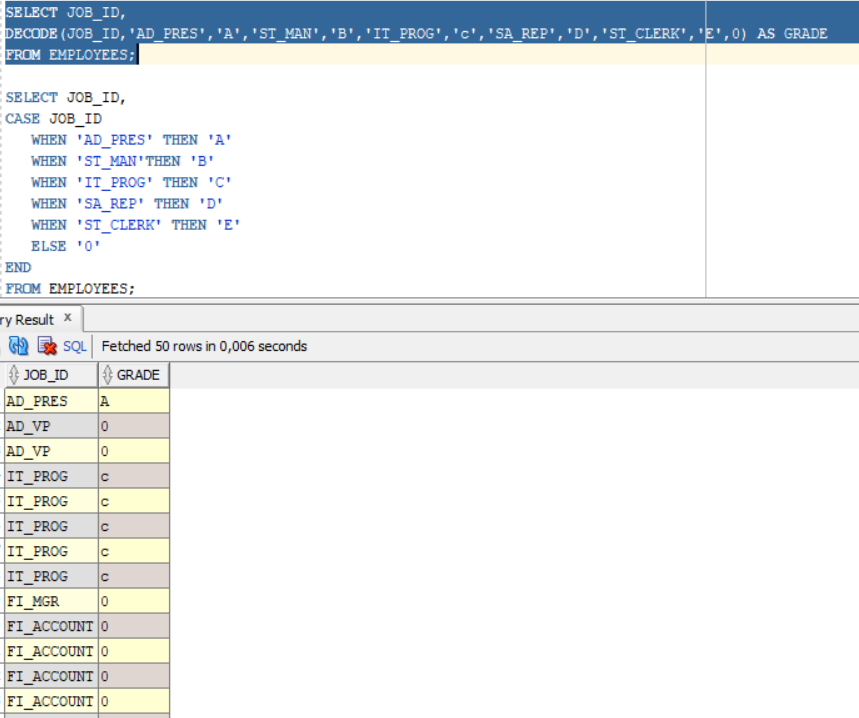 SELECT JOB_ID,
DECODE(JOB_ID,'AD_PRES','A','ST_MAN','B','IT_PROG','c','SA_REP','D','ST_CLERK','E',0) AS GRADE
FROM EMPLOYEES;
SELECT JOB_ID,
CASE JOB_ID
WHEN 'AD_PRES' THEN 'A'
WHEN 'ST_MAN'THEN 'B'
WHEN 'IT_PROG' THEN 'C'
WHEN 'SA_REP' THEN 'D'
WHEN 'ST_CLERK' THEN 'E'
ELSE '0'
END
FROM EMPLOYEES;
ry Result x
SQL Fetched 50 rows in 0,006 seconds
JOB_ID GRADE
AD_PRES A
AD_VP 0
AD_VP 0
IT_PROG c
IT_PROG c
IT_PROG c
IT_PROG c
IT_PROG c
FI_MGR 0
FI_ACCOUNT 0
FI_ACCOUNT 0
FI_ACCOUNT 0
FI_ACCOUNT 0